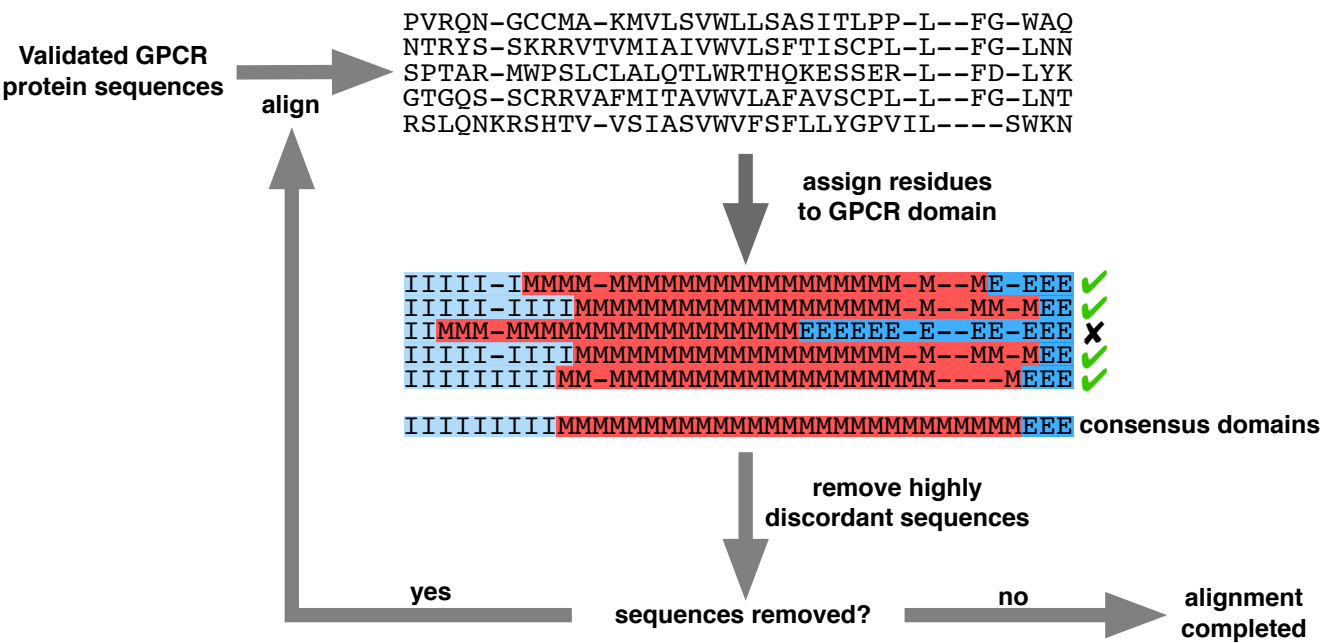 PVRQN-GCCMA-KMVLSVWLLSASITLPP-L--FG-WAQ
NTRYS-SKRRVTVMIAIVWVLSFTISCPL-L--FG-LNN
SPTAR-MWPSLCLALQTLWRTHQKESSER-L--FD-LYK
GTGQS-SCRRVAFMITAVWVLAFAVSCPL-L--FG-LNT
RSLQNKRSHTV-VSIASVWVFSFLLYGPVIL----SWKN
Validated GPCR
protein sequences
align
assign residues
to GPCR domain
IIIII-IMMMM-MMMMMMMMMMMMMMMMM-M--ME-EEE
IIIII-IIIIMMMMMMMMMMMMMMMMMMM-M--MM-MEE
IIMMM-MMMMMMMMMMMMMMMMMEEEEEE-E--EE-EEE
IIIII-IIIIMMMMMMMMMMMMMMMMMMM-M--MM-MEE
IIIIIIIIIMM-MMMMMMMMMMMMMMMMMMM----MEEE
IIIIIIIIIMMMMMMMMMMMMMMMMMMMMMMMMMMMEEE consensus domains
remove highly
discordant sequences
yes
sequences removed?
no
alignment
completed